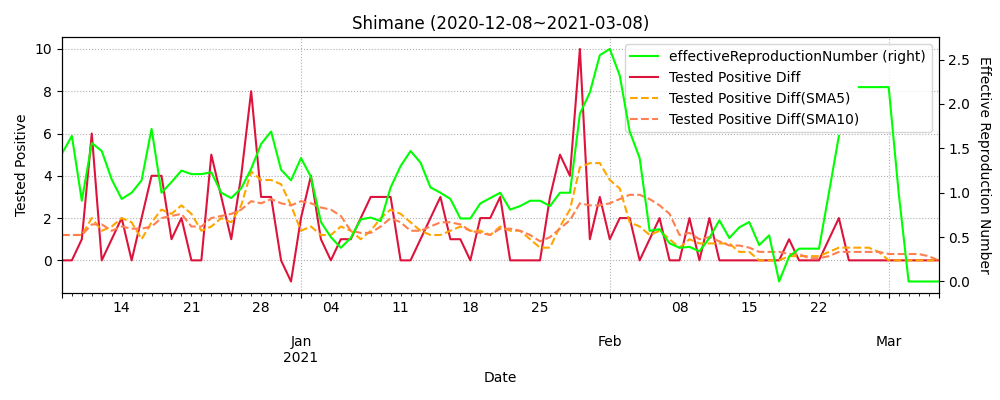 Shimane (2020-12-08~2021-03-08)
effectiveReproductionNumber (right)
Tested Positive Diff
Tested Positive Diff(SMA5)
Tested Positive Diff(SMA10)
Tested Positive
10
8
6
4
2
0
2.5
2.0
1.5
1.0
0.5
0.0
Effective Reproduction Number
14 21 28 04 11 18 25 08 15 22
Jan Feb Mar
2021
Date